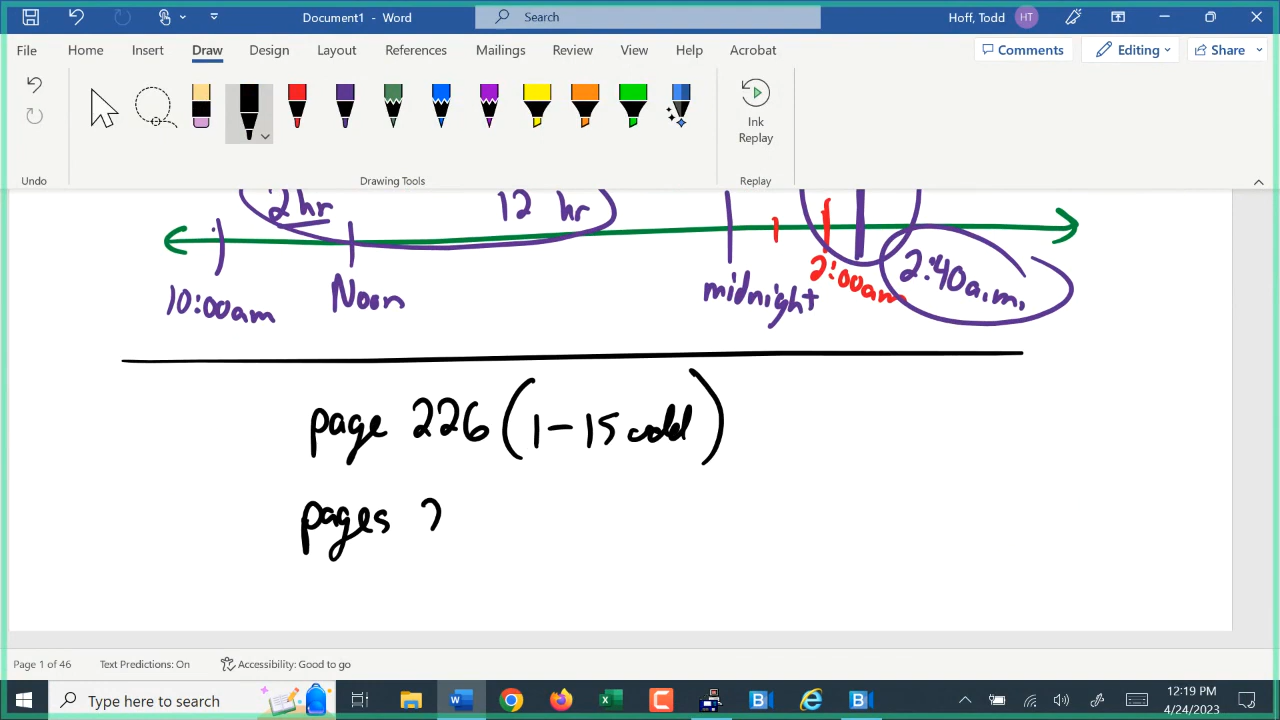 Document1 - Word
Search
Hoff, Todd HT
File Home Insert Draw Design Layout References Mailings Review View Help Acrobat Comments Editing Share
Ink Replay
Undo Drawing Tools Replay
2 hr 12 hr
10:00am Noon midnight 2:00am 2:40a.m.
page 226 (1-15 odd)
pages 2
Page 1 of 46 Text Predictions: On Accessibility: Good to go
Type here to search
12:19 PM
4/24/2023